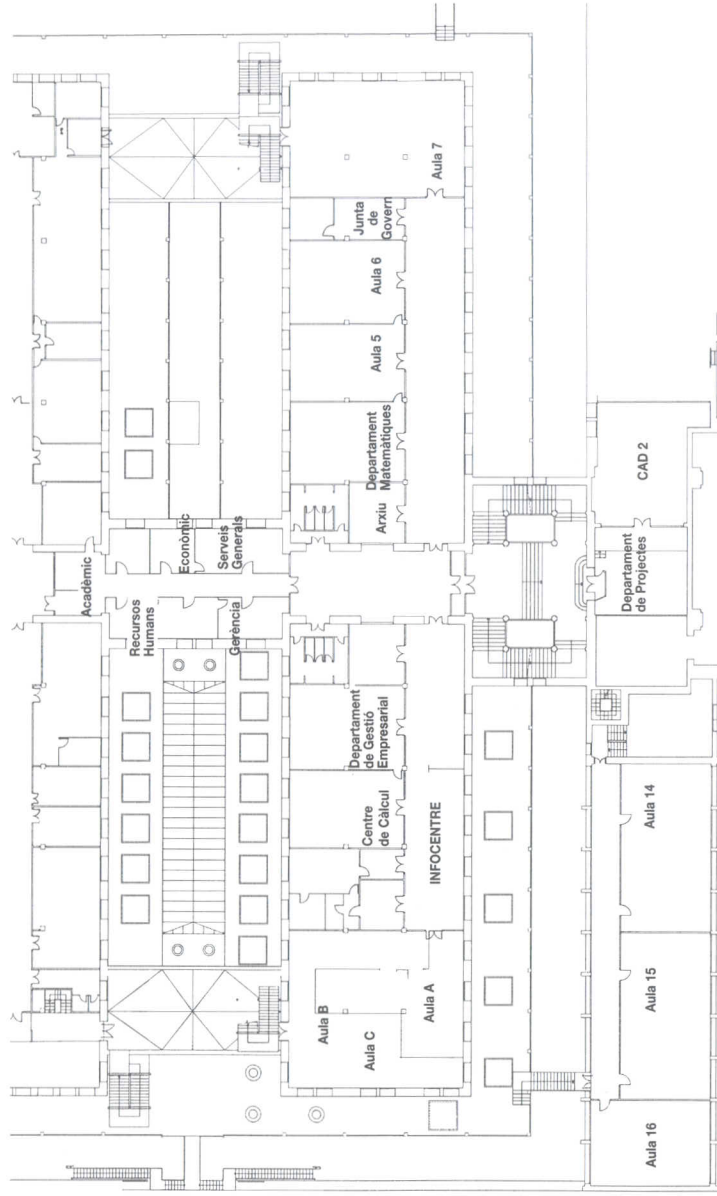 Acadèmic
Recursos
Humans
Econòmic
Gerència
Serveis
Generals
Aula B
Aula C
Aula A
Centre
de Càlcul
Departament
de Gestió
Empresarial
INFOCENTRE
Arxiu
Departament
Matemàtiques
Aula 5
Aula 6
Junta
de
Govern
Aula 7
Aula 16
Aula 15
Aula 14
Departament
de Projectes
CAD 2